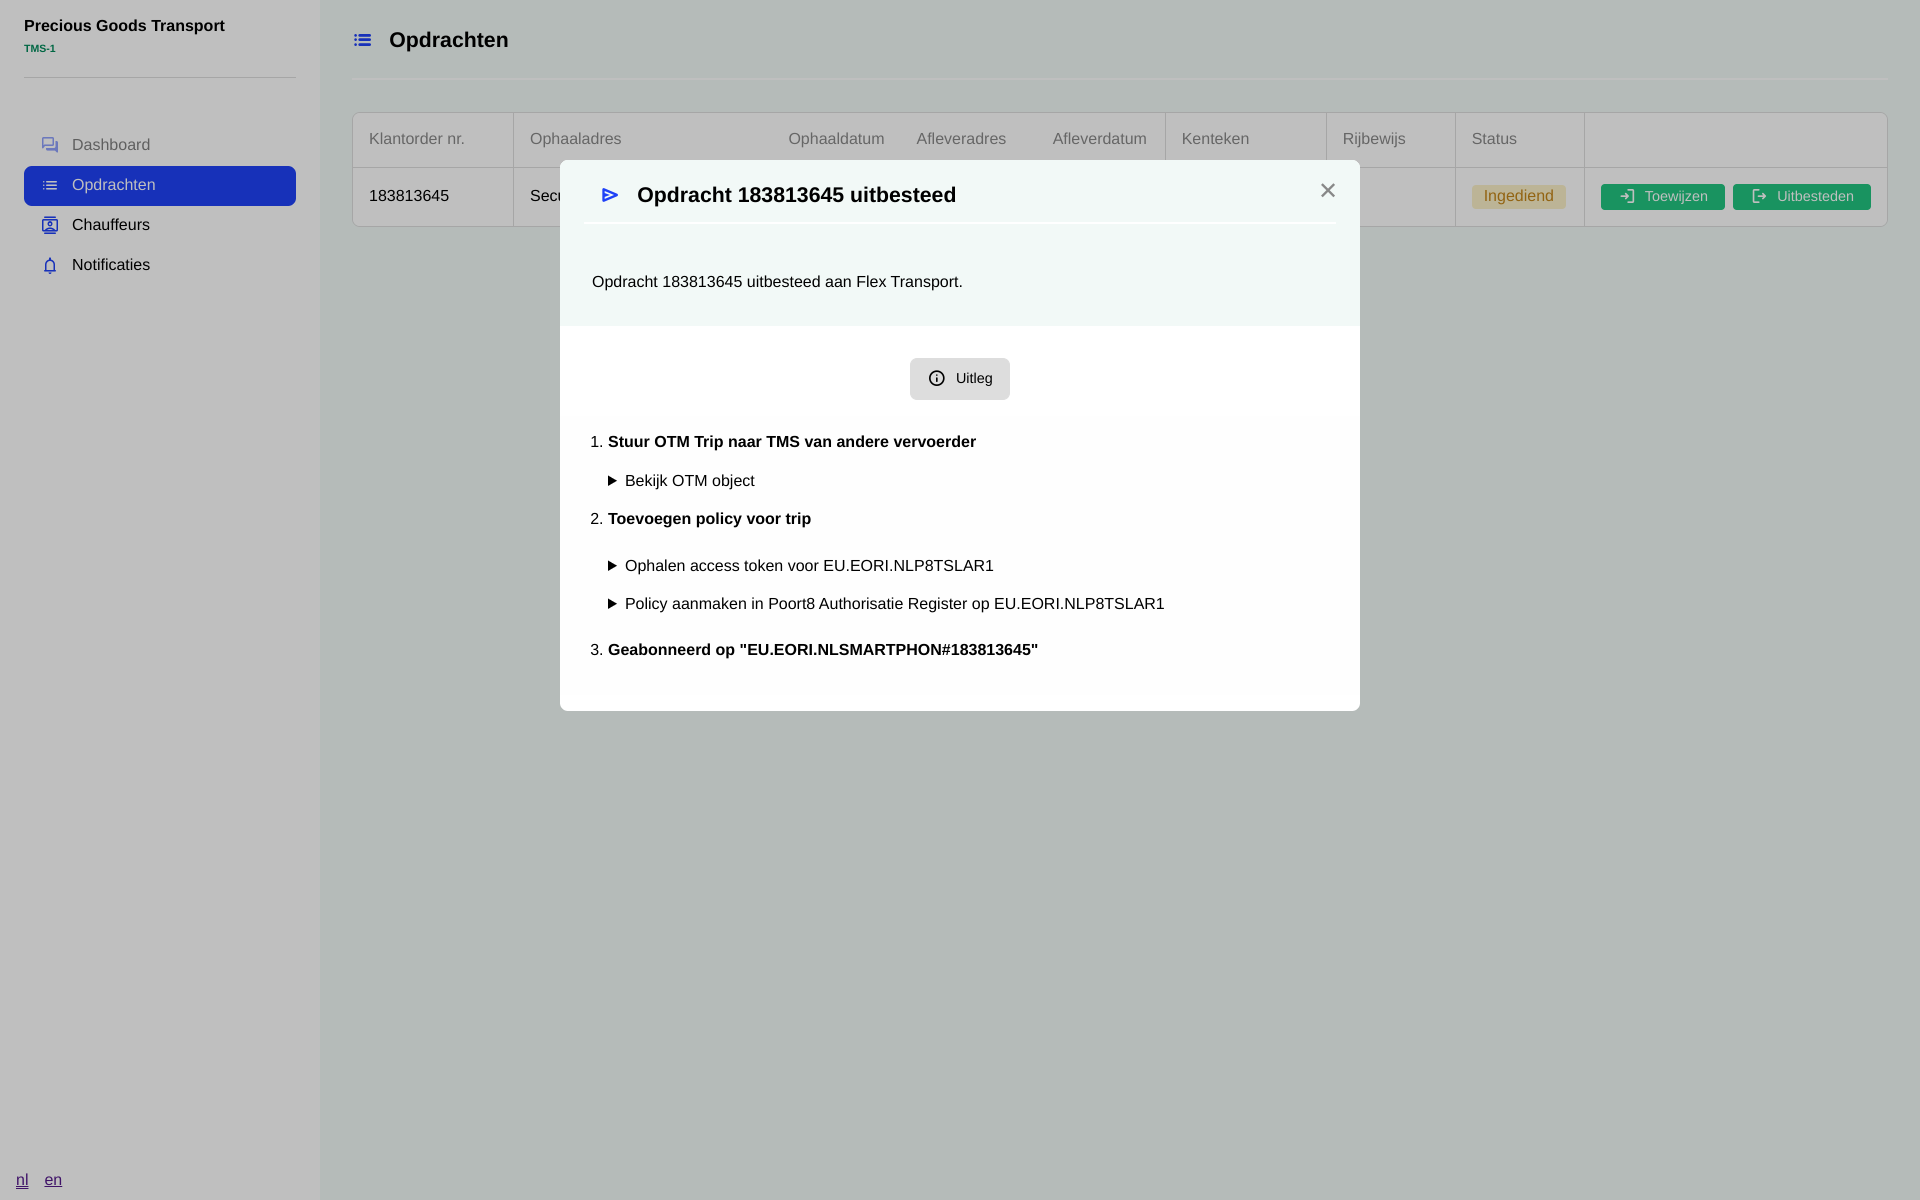 Precious Goods Transport
TMS-1
Dashboard
Opdrachten
Chauffeurs
Notificaties
nl en
Opdrachten
Klantorder nr. Ophaaladres Ophaaldatum Afleveradres Afleverdatum Kenteken Rijbewijs Status
183813645 Ingediend Toewijzen Uitbesteden
Opdracht 183813645 uitbesteed
Opdracht 183813645 uitbesteed aan Flex Transport.
Uitleg
1. Stuur OTM Trip naar TMS van andere vervoerder
Bekijk OTM object
2. Toevoegen policy voor trip
Ophalen access token voor EU.EORI.NLP8TSLAR1
Policy aanmaken in Poort8 Authorisatie Register op EU.EORI.NLP8TSLAR1
3. Geabonneerd op "EU.EORI.NLSMARTPHON#183813645"